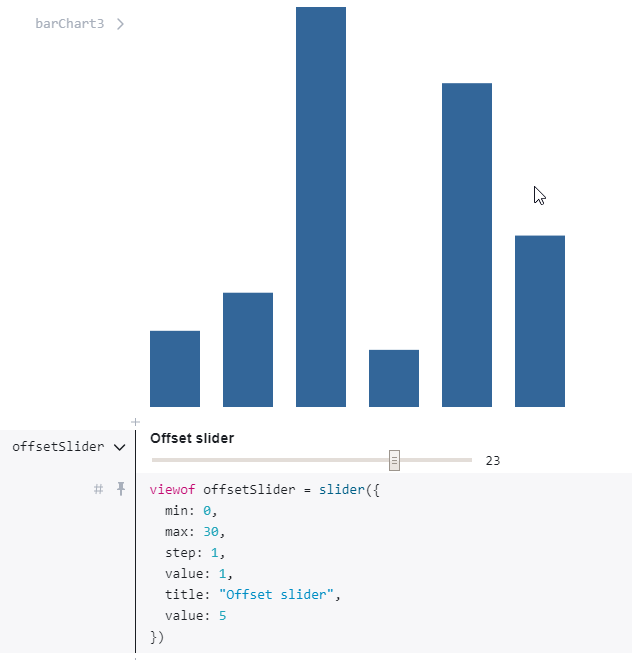 barChart3
Offset slider
offsetSlider
23
#
viewof offsetSlider = slider({
min: 0,
max: 30,
step: 1,
value: 1,
title: "Offset slider",
value: 5
})